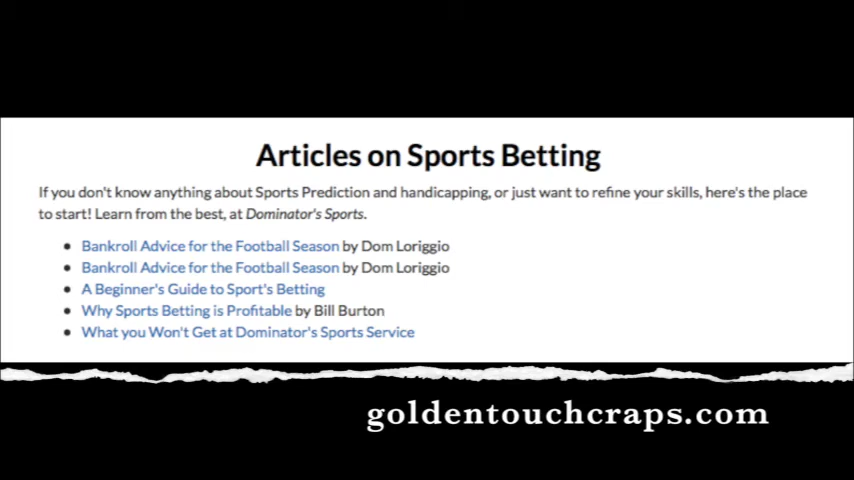 Articles on Sports Betting
If you don't know anything about Sports Prediction and handicapping, or just want to refine your skills, here's the place
to start! Learn from the best, at Dominator's Sports.
• Bankroll Advice for the Football Season by Dom Loriggio
• Bankroll Advice for the Football Season by Dom Loriggio
• A Beginner's Guide to Sport's Betting
• Why Sports Betting is Profitable by Bill Burton
• What you Won't Get at Dominator's Sports Service
goldentouchcraps.com